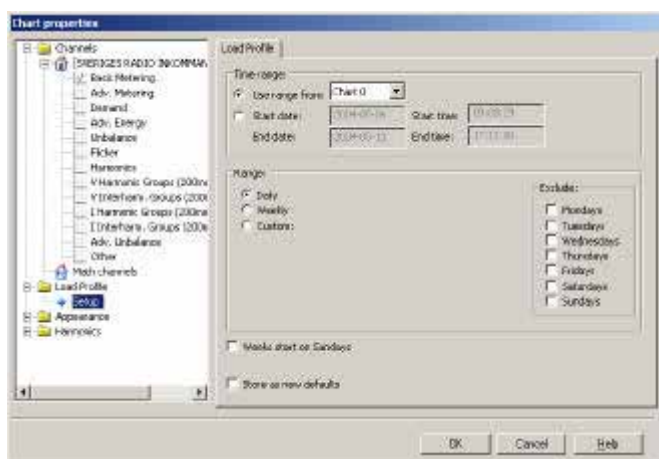 Chart properties
Channels
[SVERIGES RADIO INKOMMAN
Basic Metering
Adv. Metering
Demand
Adv. Energy
Unbalance
Flicker
Harmonics
V Harmonic Groups (200ms
V Interharm. Groups (200
I Harmonic Groups (200ms
I Interharm. Groups (200
Adv. Unbalance
Other
Math channels
Load Profile
Setup
Appearance
Harmonics
Load Profile
Time-range:
Use range from: Chart 0
Start date: Start time:
End date: End time:
Range:
Daily
Weekly
Custom:
Exclude:
Mondays
Tuesdays
Wednesdays
Thursdays
Fridays
Saturdays
Sundays
Weeks start on Sundays
Store as new defaults
OK Cancel Help